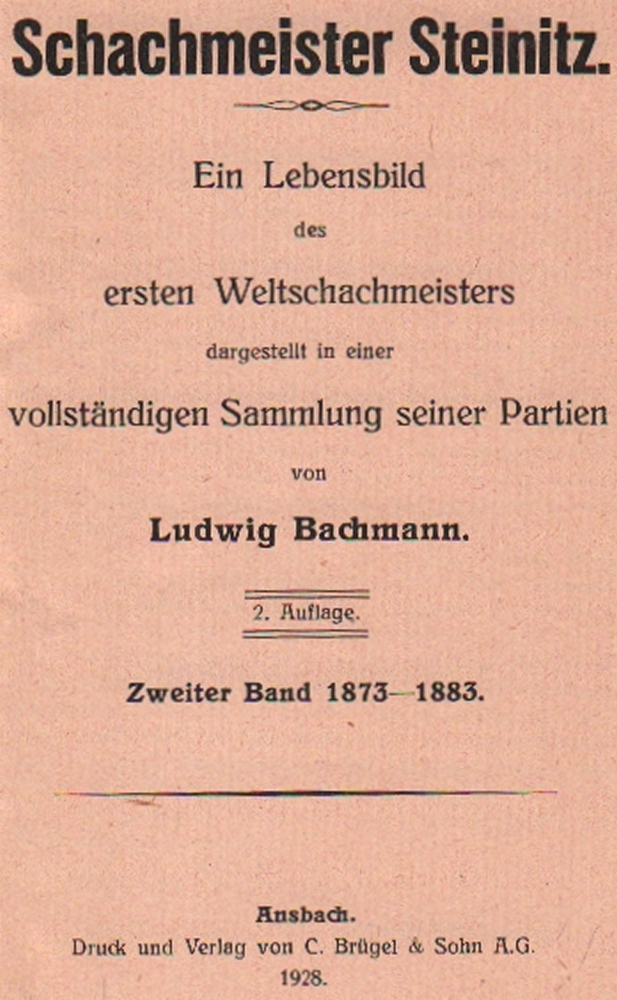 Schachmeister Steinitz.
Ein Lebensbild
des
ersten Weltschachmeisters
dargestellt in einer
vollständigen Sammlung seiner Partien
von
Ludwig Bachmann.
2. Auflage.
Zweiter Band 1873—1883.
Ansbach.
Druck und Verlag von C. Brügel & Sohn A.G.
1928.